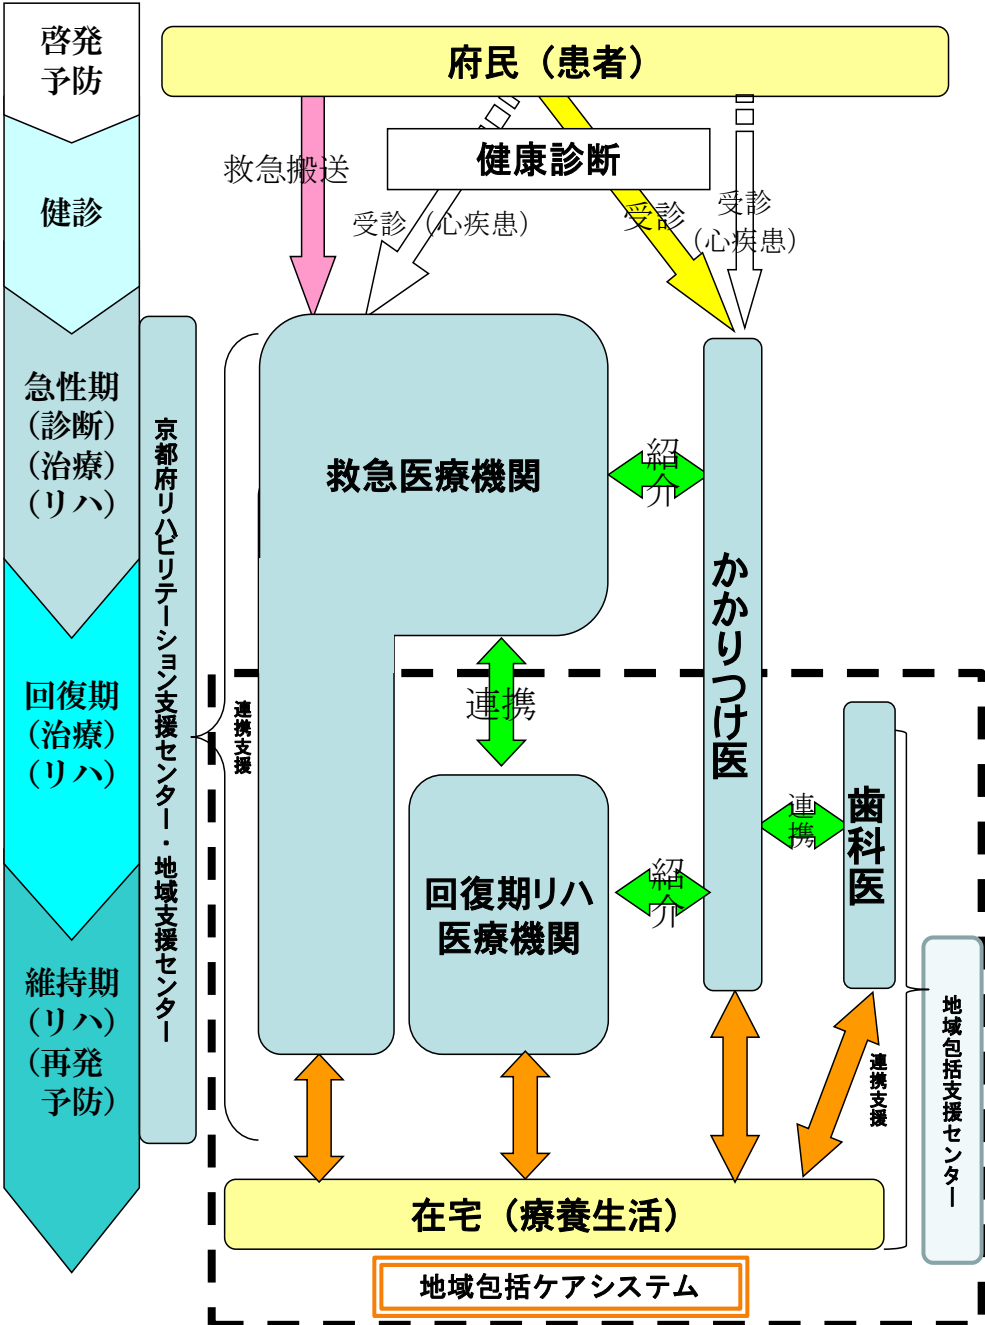 啓発
予防
健診
急性期
（診断）
（治療）
（リハ）
回復期
（治療）
（リハ）
維持期
（リハ）
（再発
予防）
京都府リハビリテーション支援センター・地域支援センター
連携支援
府民（患者）
救急搬送
健康診断
受診（心疾患）
受診
受診
（心疾患）
救急医療機関
紹
介
かかりつけ医
連携
回復期リハ
医療機関
紹
介
連
携
歯科医
連携支援
地域包括支援センター
在宅（療養生活）
地域包括ケアシステム